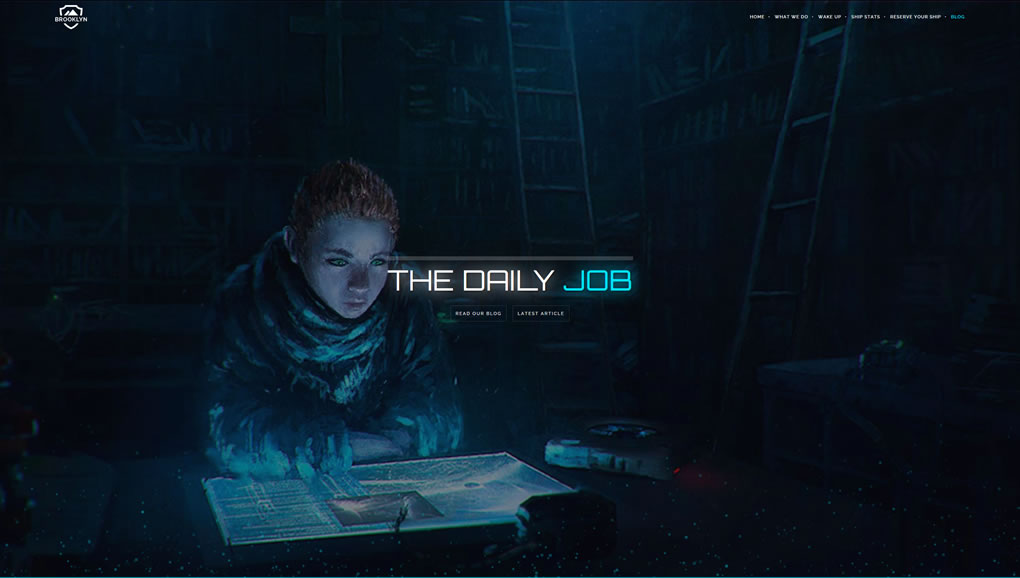 BROOKLYN
HOME • WHAT WE DO • WAKE UP • SHIP STATS • RESERVE YOUR SHIP • BLOG
THE DAILY JOB
READ OUR BLOG LATEST ARTICLE